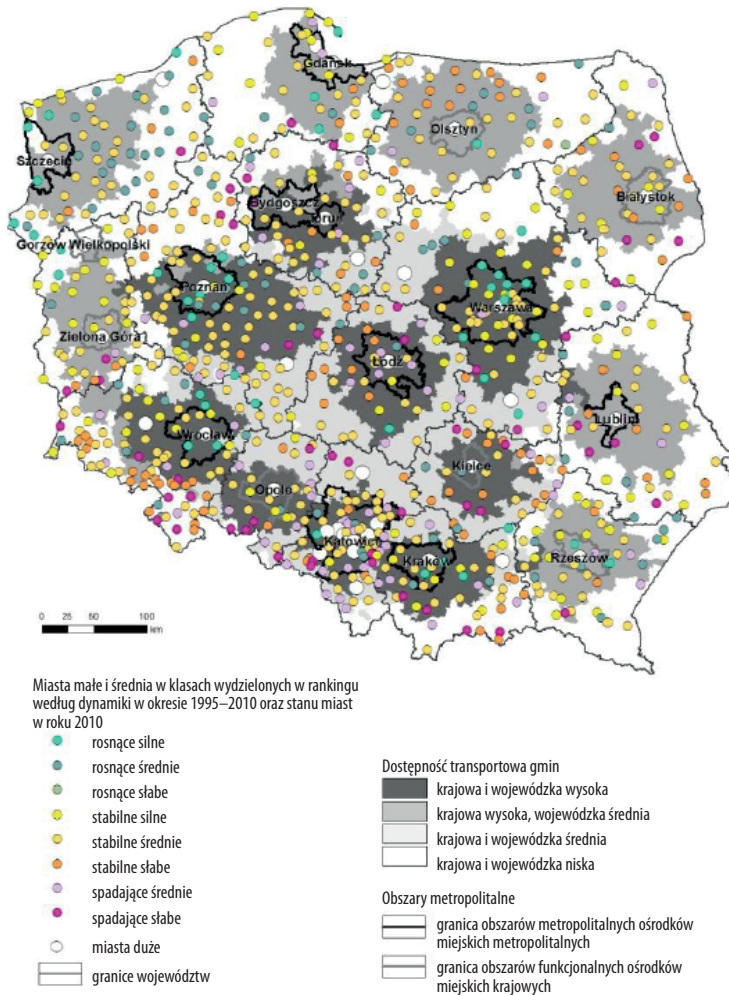 Gdańsk
Olsztyn
Szczecin
Białystok
Bydgoszcz
Toruń
Gorzów Wielkopolski
Poznań
Warszawa
Zielona Góra
Łódź
Wrocław
Lublin
Kielce
Opole
Katowice
Kraków
Rzeszów
0 25 50 100
km
Miasta małe i średnia w klasach wydzielonych w rankingu
według dynamiki w okresie 1995–2010 oraz stanu miast
w roku 2010
rosnące silne
rosnące średnie
rosnące słabe
stabilne silne
stabilne średnie
stabilne słabe
spadające średnie
spadające słabe
miasta duże
granice województw
Dostępność transportowa gmin
krajowa i wojewódzka wysoka
krajowa wysoka, wojewódzka średnia
krajowa i wojewódzka średnia
krajowa i wojewódzka niska
Obszary metropolitalne
granica obszarów metropolitalnych ośrodków
miejskich metropolitalnych
granica obszarów funkcjonalnych ośrodków
miejskich krajowych